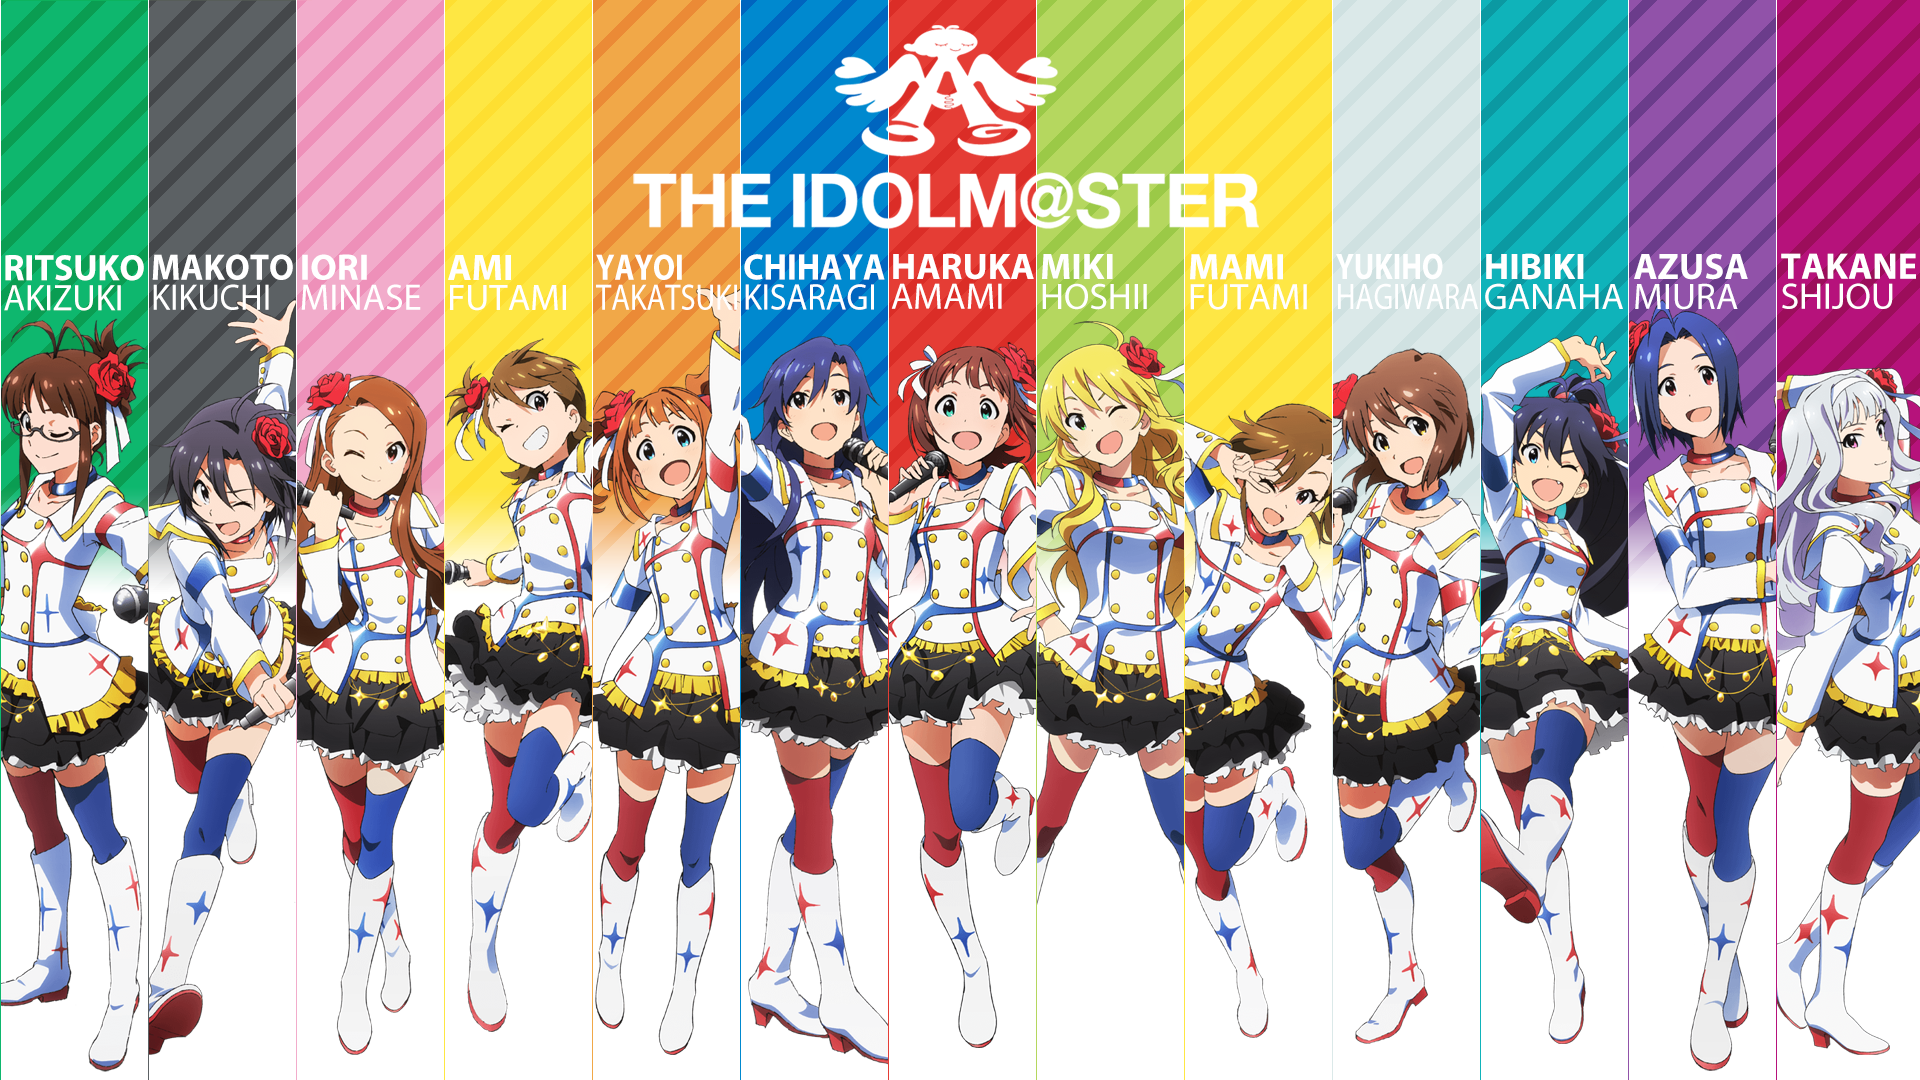 THE IDOLM@STER
RITSUKO
AKIZUKI
MAKOTO
KIKUCHI
IORI
MINASE
AMI
FUTAMI
YAYOI
TAKATSUKI
CHIHAYA
KISARAGI
HARUKA
AMAMI
MIKI
HOSHII
MAMI
FUTAMI
YUKIHO
HAGIWARA
HIBIKI
GANAHA
AZUSA
MIURA
TAKANE
SHIJOU